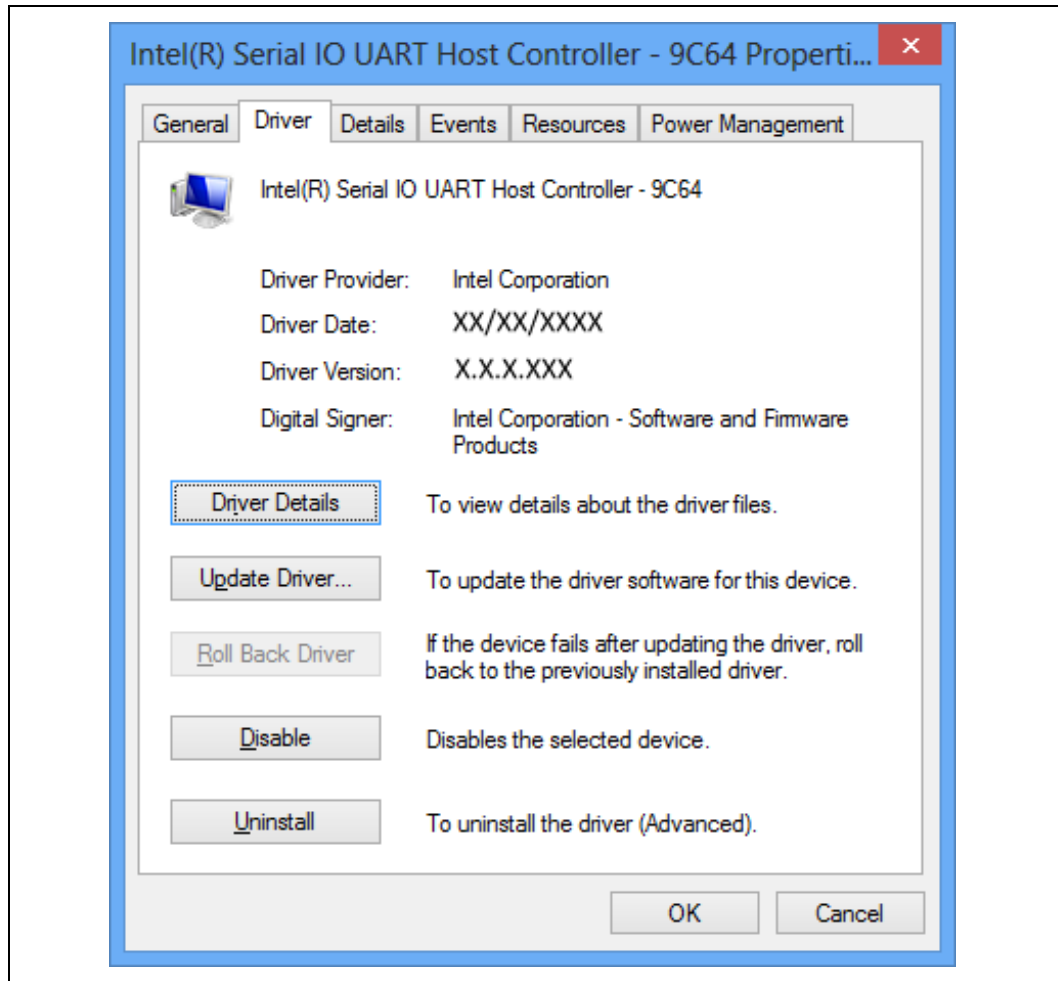 Intel(R) Serial IO UART Host Controller - 9C64 Properti...
General Driver Details Events Resources Power Management
Intel(R) Serial IO UART Host Controller - 9C64
Driver Provider: Intel Corporation
Driver Date: XX/XX/XXXX
Driver Version: X.X.X.XXX
Digital Signer: Intel Corporation - Software and Firmware
Products
Driver Details To view details about the driver files.
Update Driver... To update the driver software for this device.
Roll Back Driver If the device fails after updating the driver, roll
back to the previously installed driver.
Disable Disables the selected device.
Uninstall To uninstall the driver (Advanced).
OK Cancel